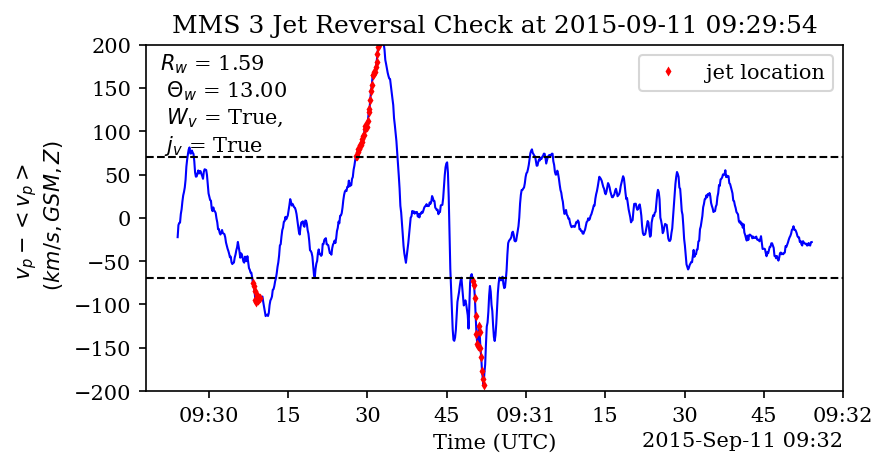 MMS 3 Jet Reversal Check at 2015-09-11 09:29:54
R_w = 1.59
Θ_w = 13.00
W_v = True,
j_v = True
jet location
v_p − < v_p >
(km/s, GSM, Z)
200
150
100
50
0
−50
−100
−150
−200
09:30 15 30 45 09:31 15 30 45 09:32
Time (UTC)
2015-Sep-11 09:32